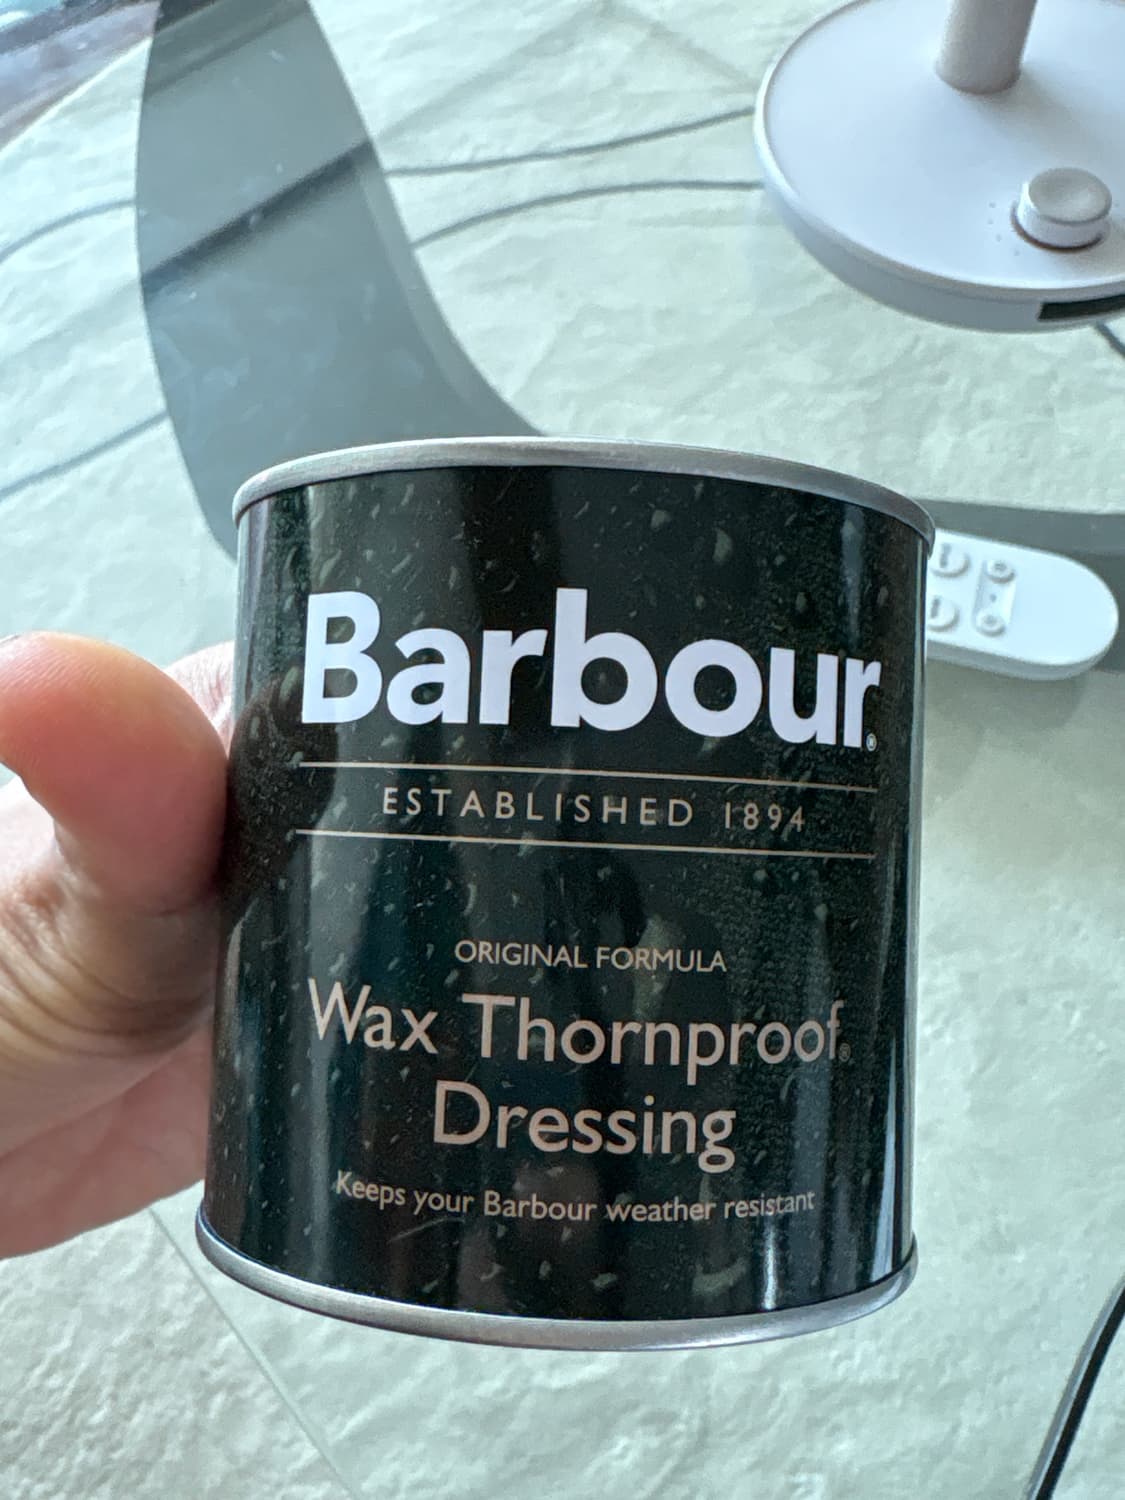 Barbour®
ESTABLISHED 1894
ORIGINAL FORMULA
Wax Thornproof®
Dressing
Keeps your Barbour weather resistant